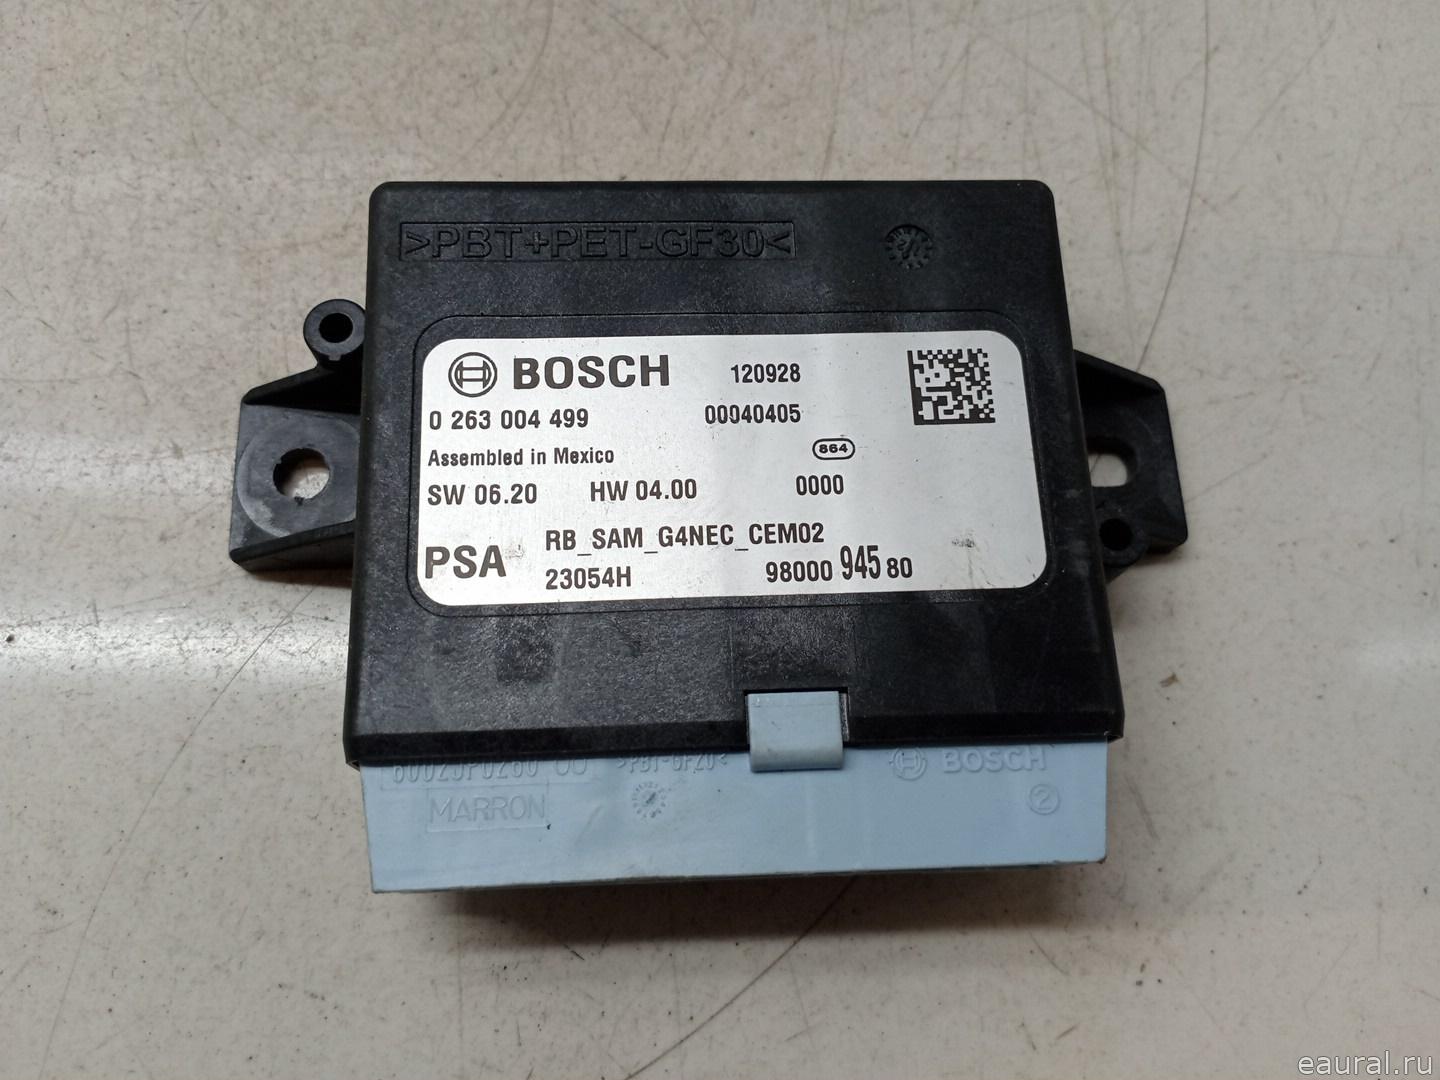 >PBT+PET-GF30<
BOSCH 120928
0 263 004 499 00040405
Assembled in Mexico 864
SW 06.20 HW 04.00 0000
RB_SAM_G4NEC_CEM02
PSA 23054H 98000 945 80
>PBT-GF20< BOSCH
MARRON 2
eaural.ru